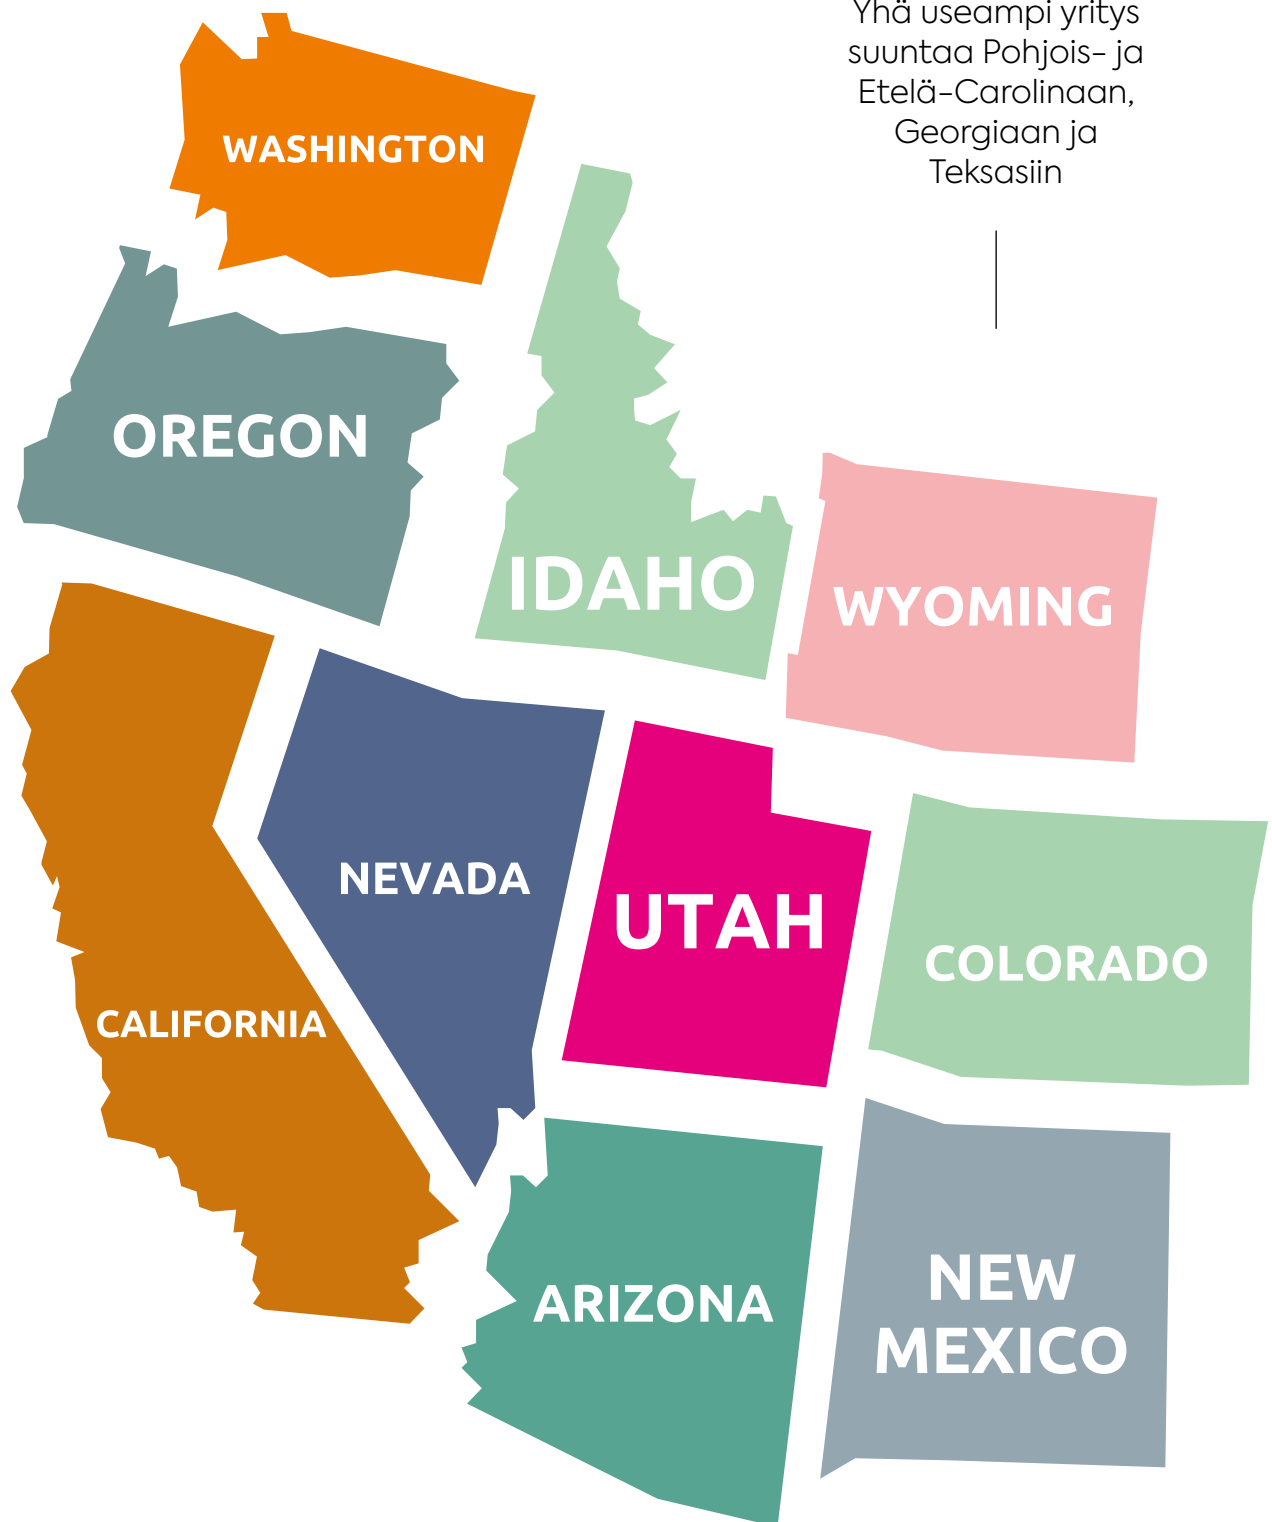 Yhä useampi yritys
suuntaa Pohjois- ja
Etelä-Carolinaan,
Georgiaan ja
Teksasiin
WASHINGTON
OREGON
IDAHO
WYOMING
NEVADA
UTAH
COLORADO
CALIFORNIA
ARIZONA
NEW
MEXICO